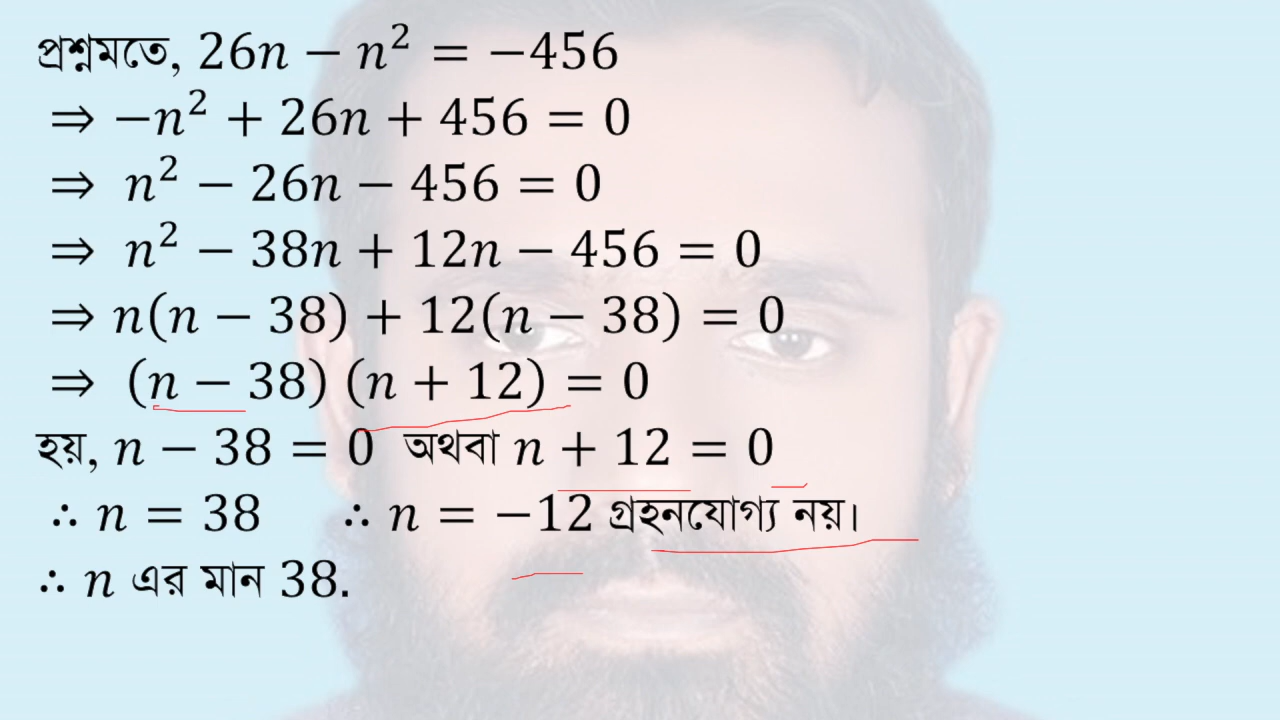 প্রশ্নমতে, 26n − n² = −456
⇒ −n² + 26n + 456 = 0
⇒ n² − 26n − 456 = 0
⇒ n² − 38n + 12n − 456 = 0
⇒ n(n − 38) + 12(n − 38) = 0
⇒ (n − 38) (n + 12) = 0
হয়, n − 38 = 0 অথবা n + 12 = 0
∴ n = 38 ∴ n = −12 গ্রহনযোগ্য নয়।
∴ n এর মান 38.